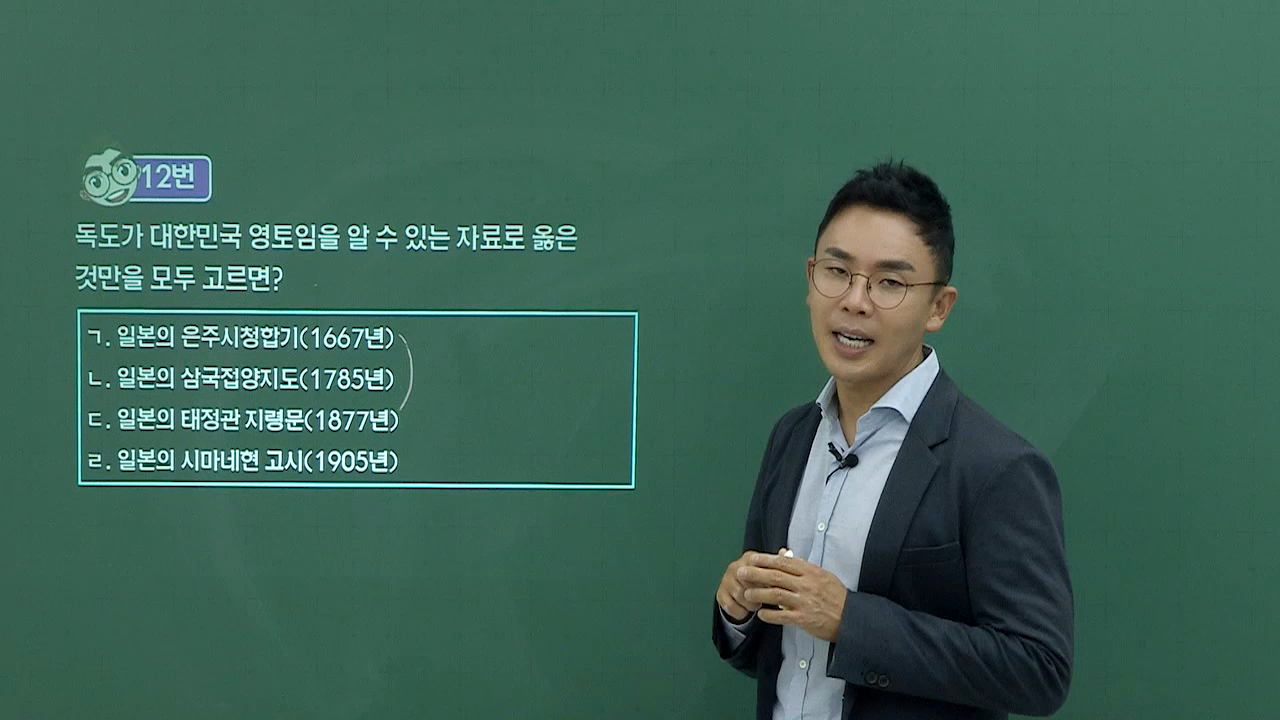 12번
독도가 대한민국 영토임을 알 수 있는 자료로 옳은
것만을 모두 고르면?
ㄱ. 일본의 은주시청합기(1667년)
ㄴ. 일본의 삼국접양지도(1785년)
ㄷ. 일본의 태정관 지령문(1877년)
ㄹ. 일본의 시마네현 고시(1905년)